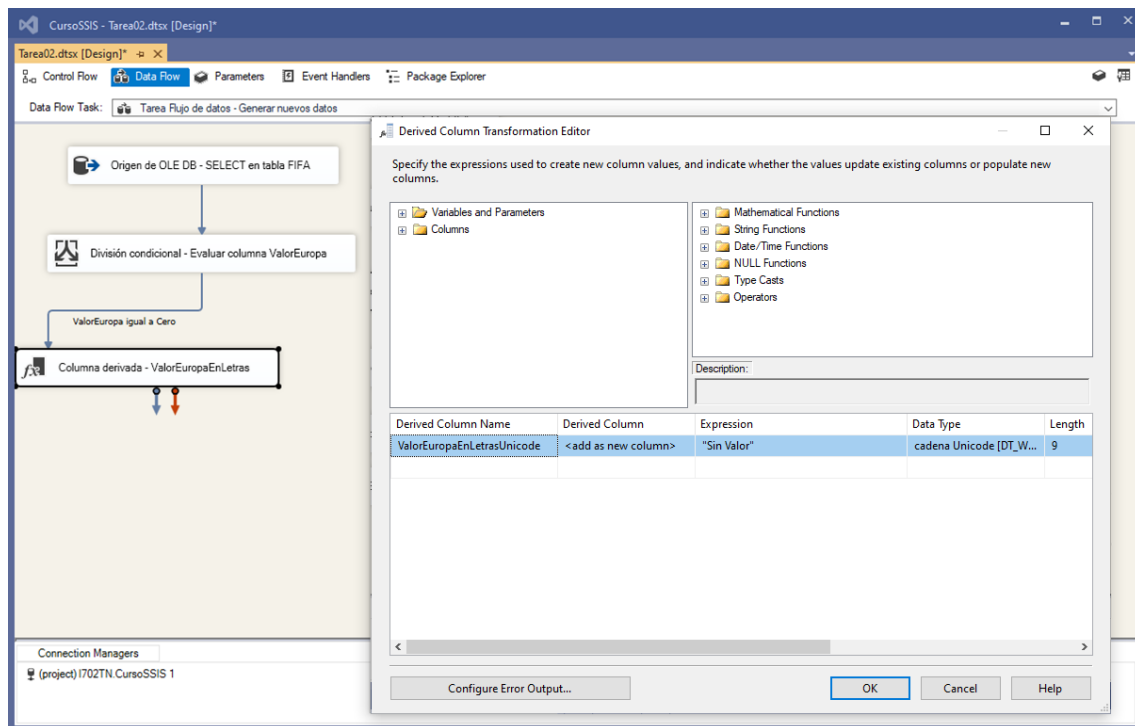 CursoSSIS - Tarea02.dtsx [Design]*
Tarea02.dtsx [Design]*
Control Flow Data Flow Parameters Event Handlers Package Explorer
Data Flow Task: Tarea Flujo de datos - Generar nuevos datos
Origen de OLE DB - SELECT en tabla FIFA
División condicional - Evaluar columna ValorEuropa
ValorEuropa igual a Cero
Columna derivada - ValorEuropaEnLetras
Connection Managers
(project) I702TN.CursoSSIS 1
Derived Column Transformation Editor
Specify the expressions used to create new column values, and indicate whether the values update existing columns or populate new
columns.
Variables and Parameters
Columns
Mathematical Functions
String Functions
Date/Time Functions
NULL Functions
Type Casts
Operators
Description:
Derived Column Name Derived Column Expression Data Type Length
ValorEuropaEnLetrasUnicode <add as new column> "Sin Valor" cadena Unicode [DT_W... 9
Configure Error Output... OK Cancel Help